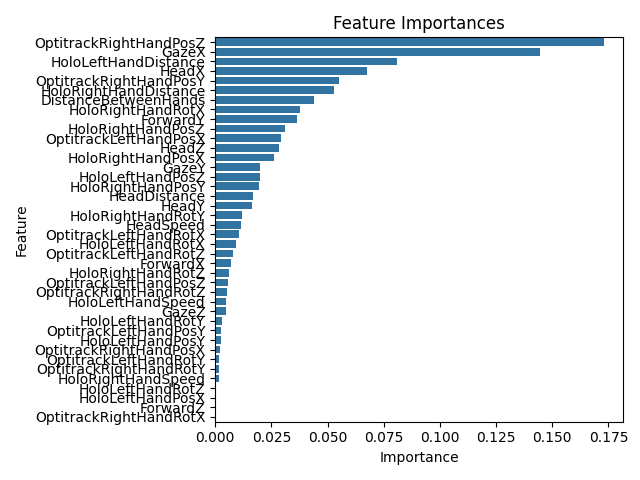 Feature Importances
OptitrackRightHandPosZ
GazeX
HoloLeftHandDistance
HeadX
OptitrackRightHandPosY
HoloRightHandDistance
DistanceBetweenHands
HoloRightHandRotX
ForwardY
HoloRightHandPosZ
OptitrackLeftHandPosX
HeadZ
HoloRightHandPosX
GazeY
HoloLeftHandPosZ
HoloRightHandPosY
HeadDistance
HeadY
HoloRightHandRotY
HeadSpeed
OptitrackLeftHandRotX
HoloLeftHandRotX
OptitrackLeftHandRotZ
ForwardX
HoloRightHandRotZ
OptitrackLeftHandPosZ
OptitrackRightHandRotZ
HoloLeftHandSpeed
GazeZ
HoloLeftHandRotY
OptitrackLeftHandPosY
HoloLeftHandPosY
OptitrackRightHandPosX
OptitrackLeftHandRotY
OptitrackRightHandRotY
HoloRightHandSpeed
HoloLeftHandRotZ
HoloLeftHandPosX
ForwardZ
OptitrackRightHandRotX
Feature
0.000 0.025 0.050 0.075 0.100 0.125 0.150 0.175
Importance